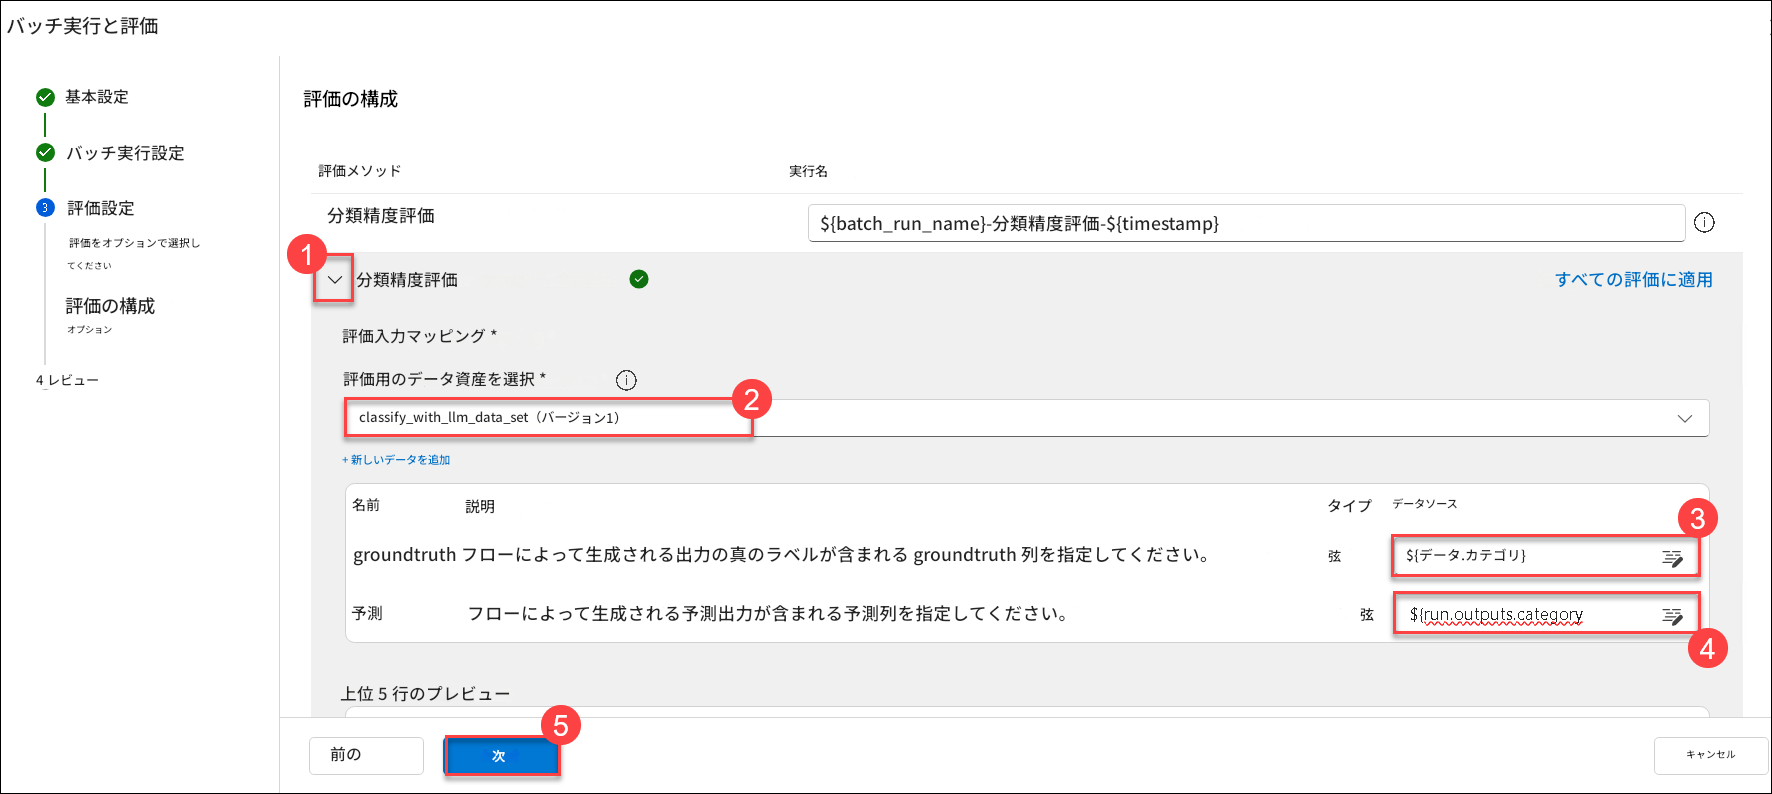 バッチ実行と評価
基本設定
バッチ実行設定
3 評価設定
評価をオプションで選択し
てください
評価の構成
オプション
4 レビュー
評価の構成
評価メソッド 実行名
分類精度評価 ${batch_run_name}-分類精度評価-${timestamp}
1
分類精度評価 すべての評価に適用
評価入力マッピング *
評価用のデータ資産を選択 *
2
classify_with_llm_data_set（バージョン1）
+ 新しいデータを追加
名前 説明 タイプ データソース
3
groundtruth フローによって生成される出力の真のラベルが含まれる groundtruth 列を指定してください。 弦 ${データ.カテゴリ}
予測 フローによって生成される予測出力が含まれる予測列を指定してください。 弦 ${run.outputs.category
4
上位 5 行のプレビュー
5
前の 次 キャンセル